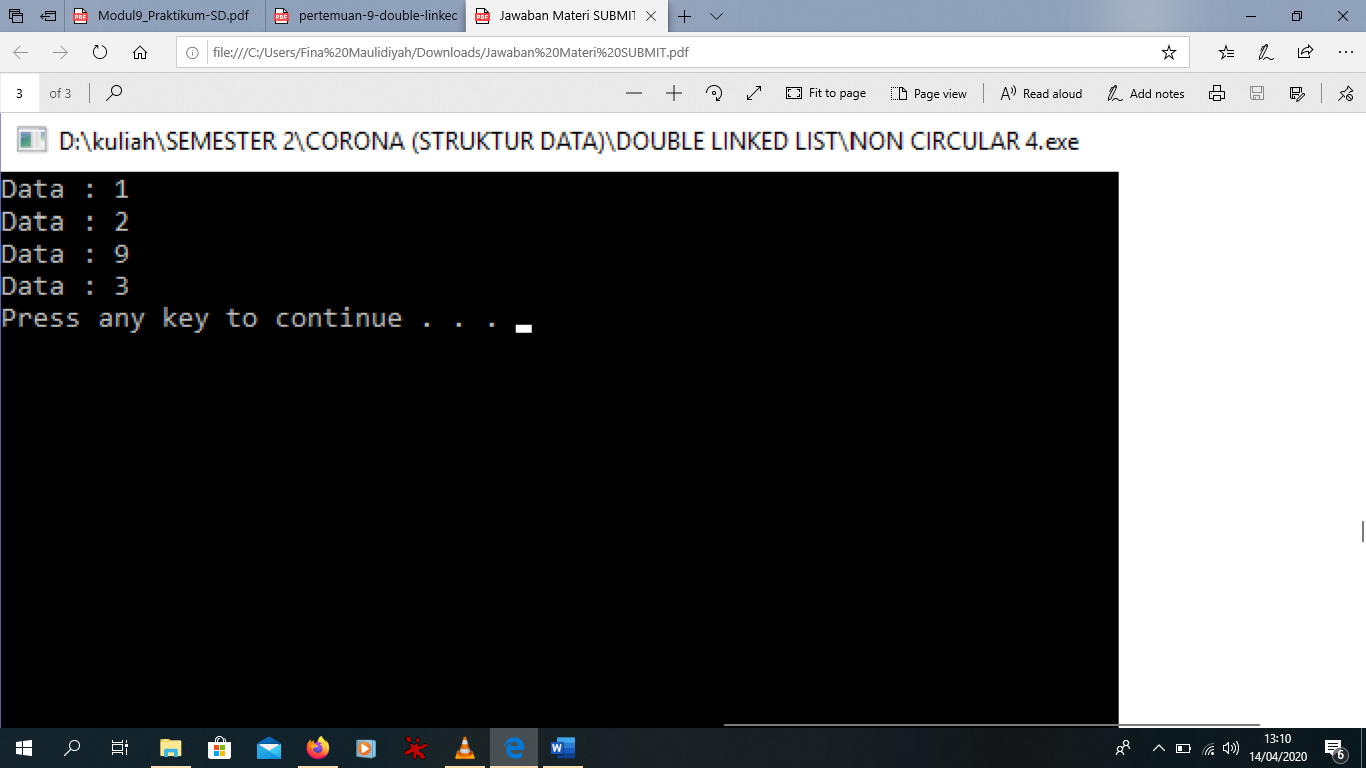 Modul9_Praktikum-SD.pdf
pertemuan-9-double-linkec
Jawaban Materi SUBMIT
file:///C:/Users/Fina%20Maulidiyah/Downloads/Jawaban%20Materi%20SUBMIT.pdf
3 of 3
Fit to page
Page view
Read aloud
Add notes
D:\kuliah\SEMESTER 2\CORONA (STRUKTUR DATA)\DOUBLE LINKED LIST\NON CIRCULAR 4.exe
Data : 1
Data : 2
Data : 9
Data : 3
Press any key to continue . . .
13:10
14/04/2020
6